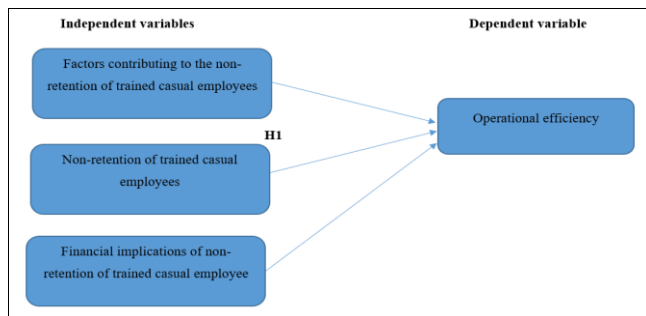 Independent variables
Dependent variable
Factors contributing to the non-
retention of trained casual employees
Operational efficiency
H1
Non-retention of trained casual
employees
Financial implications of non-
retention of trained casual employee